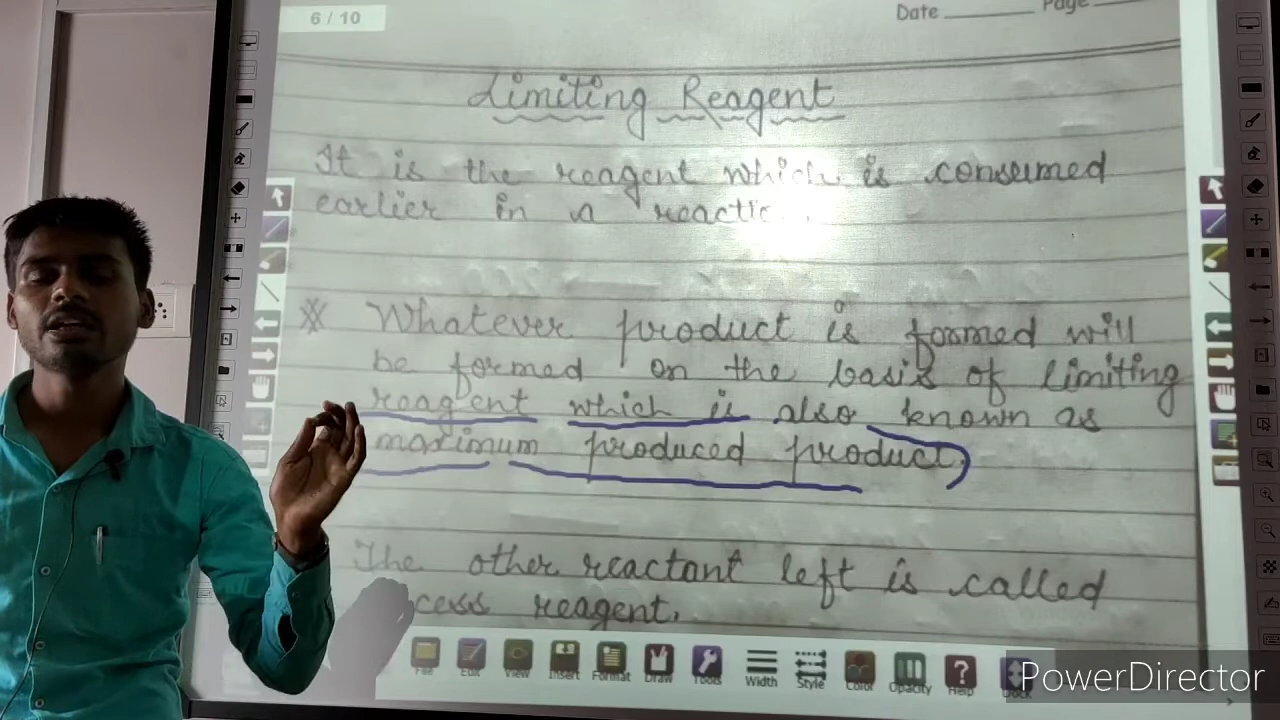 6 / 10
Date Page
Limiting Reagent
It is the reagent which is consumed
earlier in a
Whatever product is formed will
be formed on the basis of limiting
reagent which is also known as
maximum produced product,
The other reactant left is called
reagent.
File Edit View Insert Format Draw Tools Width Style Color Opacity Help Dock
PowerDirector